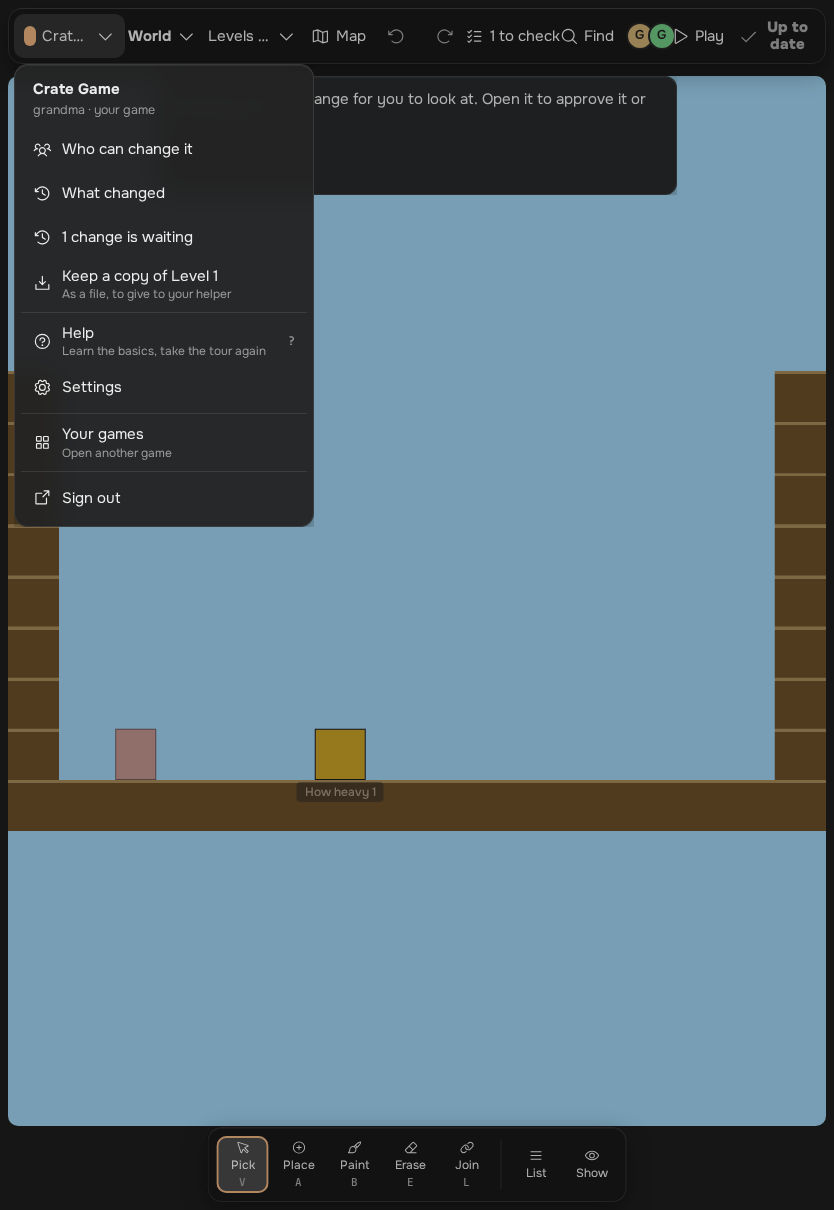 Crat...
World
Levels ...
Map
1 to check
Find
G
G
Play
Up to
date
Crate Game
grandma · your game
ange for you to look at. Open it to approve it or
Who can change it
What changed
1 change is waiting
Keep a copy of Level 1
As a file, to give to your helper
Help
Learn the basics, take the tour again
?
Settings
Your games
Open another game
Sign out
How heavy 1
Pick
V
Place
A
Paint
B
Erase
E
Join
L
List
Show